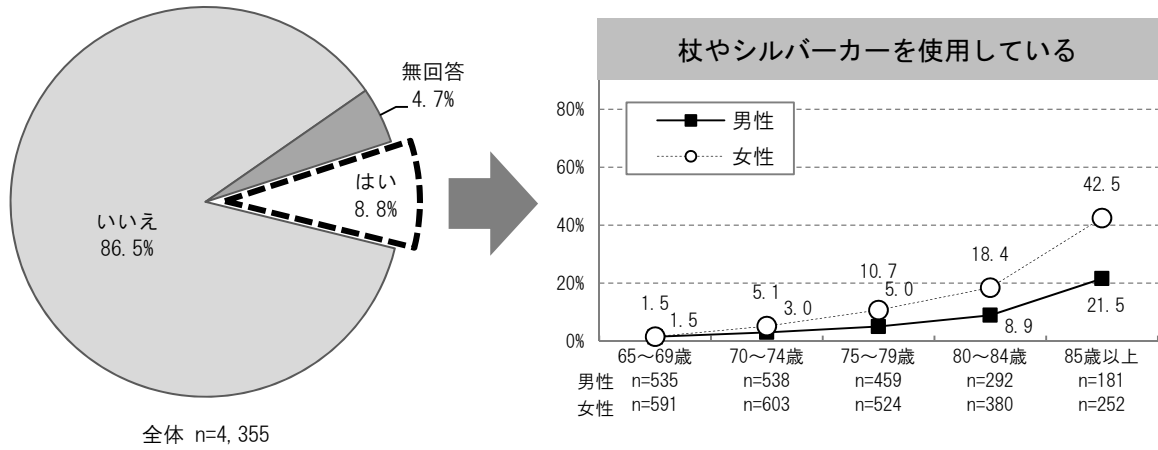 無回答
4.7%
はい
8.8%
いいえ
86.5%
全体 n=4,355
杖やシルバーカーを使用している
80%
60%
40%
20%
0%
男性
女性
1.5
1.5
5.1
3.0
10.7
5.0
18.4
8.9
42.5
21.5
65～69歳 70～74歳 75～79歳 80～84歳 85歳以上
男性 n=535 n=538 n=459 n=292 n=181
女性 n=591 n=603 n=524 n=380 n=252